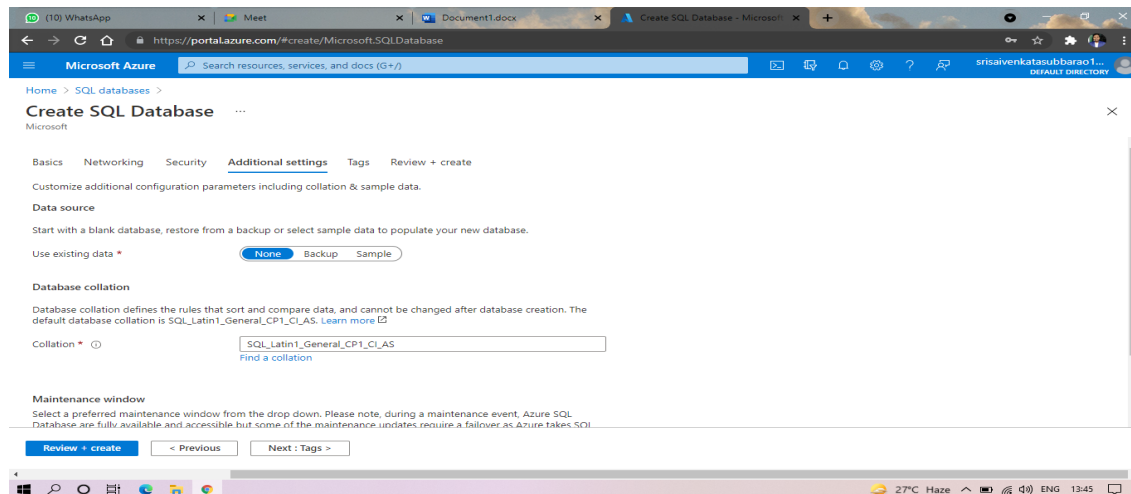 (10) WhatsApp
Meet
Document1.docx
Create SQL Database - Microsoft
https://portal.azure.com/#create/Microsoft.SQLDatabase
Microsoft Azure
Search resources, services, and docs (G+/)
srisaivenkatasubbarao1...
DEFAULT DIRECTORY
Home > SQL databases >
Create SQL Database ...
Microsoft
Basics Networking Security Additional settings Tags Review + create
Customize additional configuration parameters including collation & sample data.
Data source
Start with a blank database, restore from a backup or select sample data to populate your new database.
Use existing data * None Backup Sample
Database collation
Database collation defines the rules that sort and compare data, and cannot be changed after database creation. The
default database collation is SQL_Latin1_General_CP1_CI_AS. Learn more
Collation * SQL_Latin1_General_CP1_CI_AS
Find a collation
Maintenance window
Select a preferred maintenance window from the drop down. Please note, during a maintenance event, Azure SQL
Database are fully available and accessible but some of the maintenance updates require a failover as Azure takes SQL
Review + create < Previous Next : Tags >
27°C Haze ENG 13:45